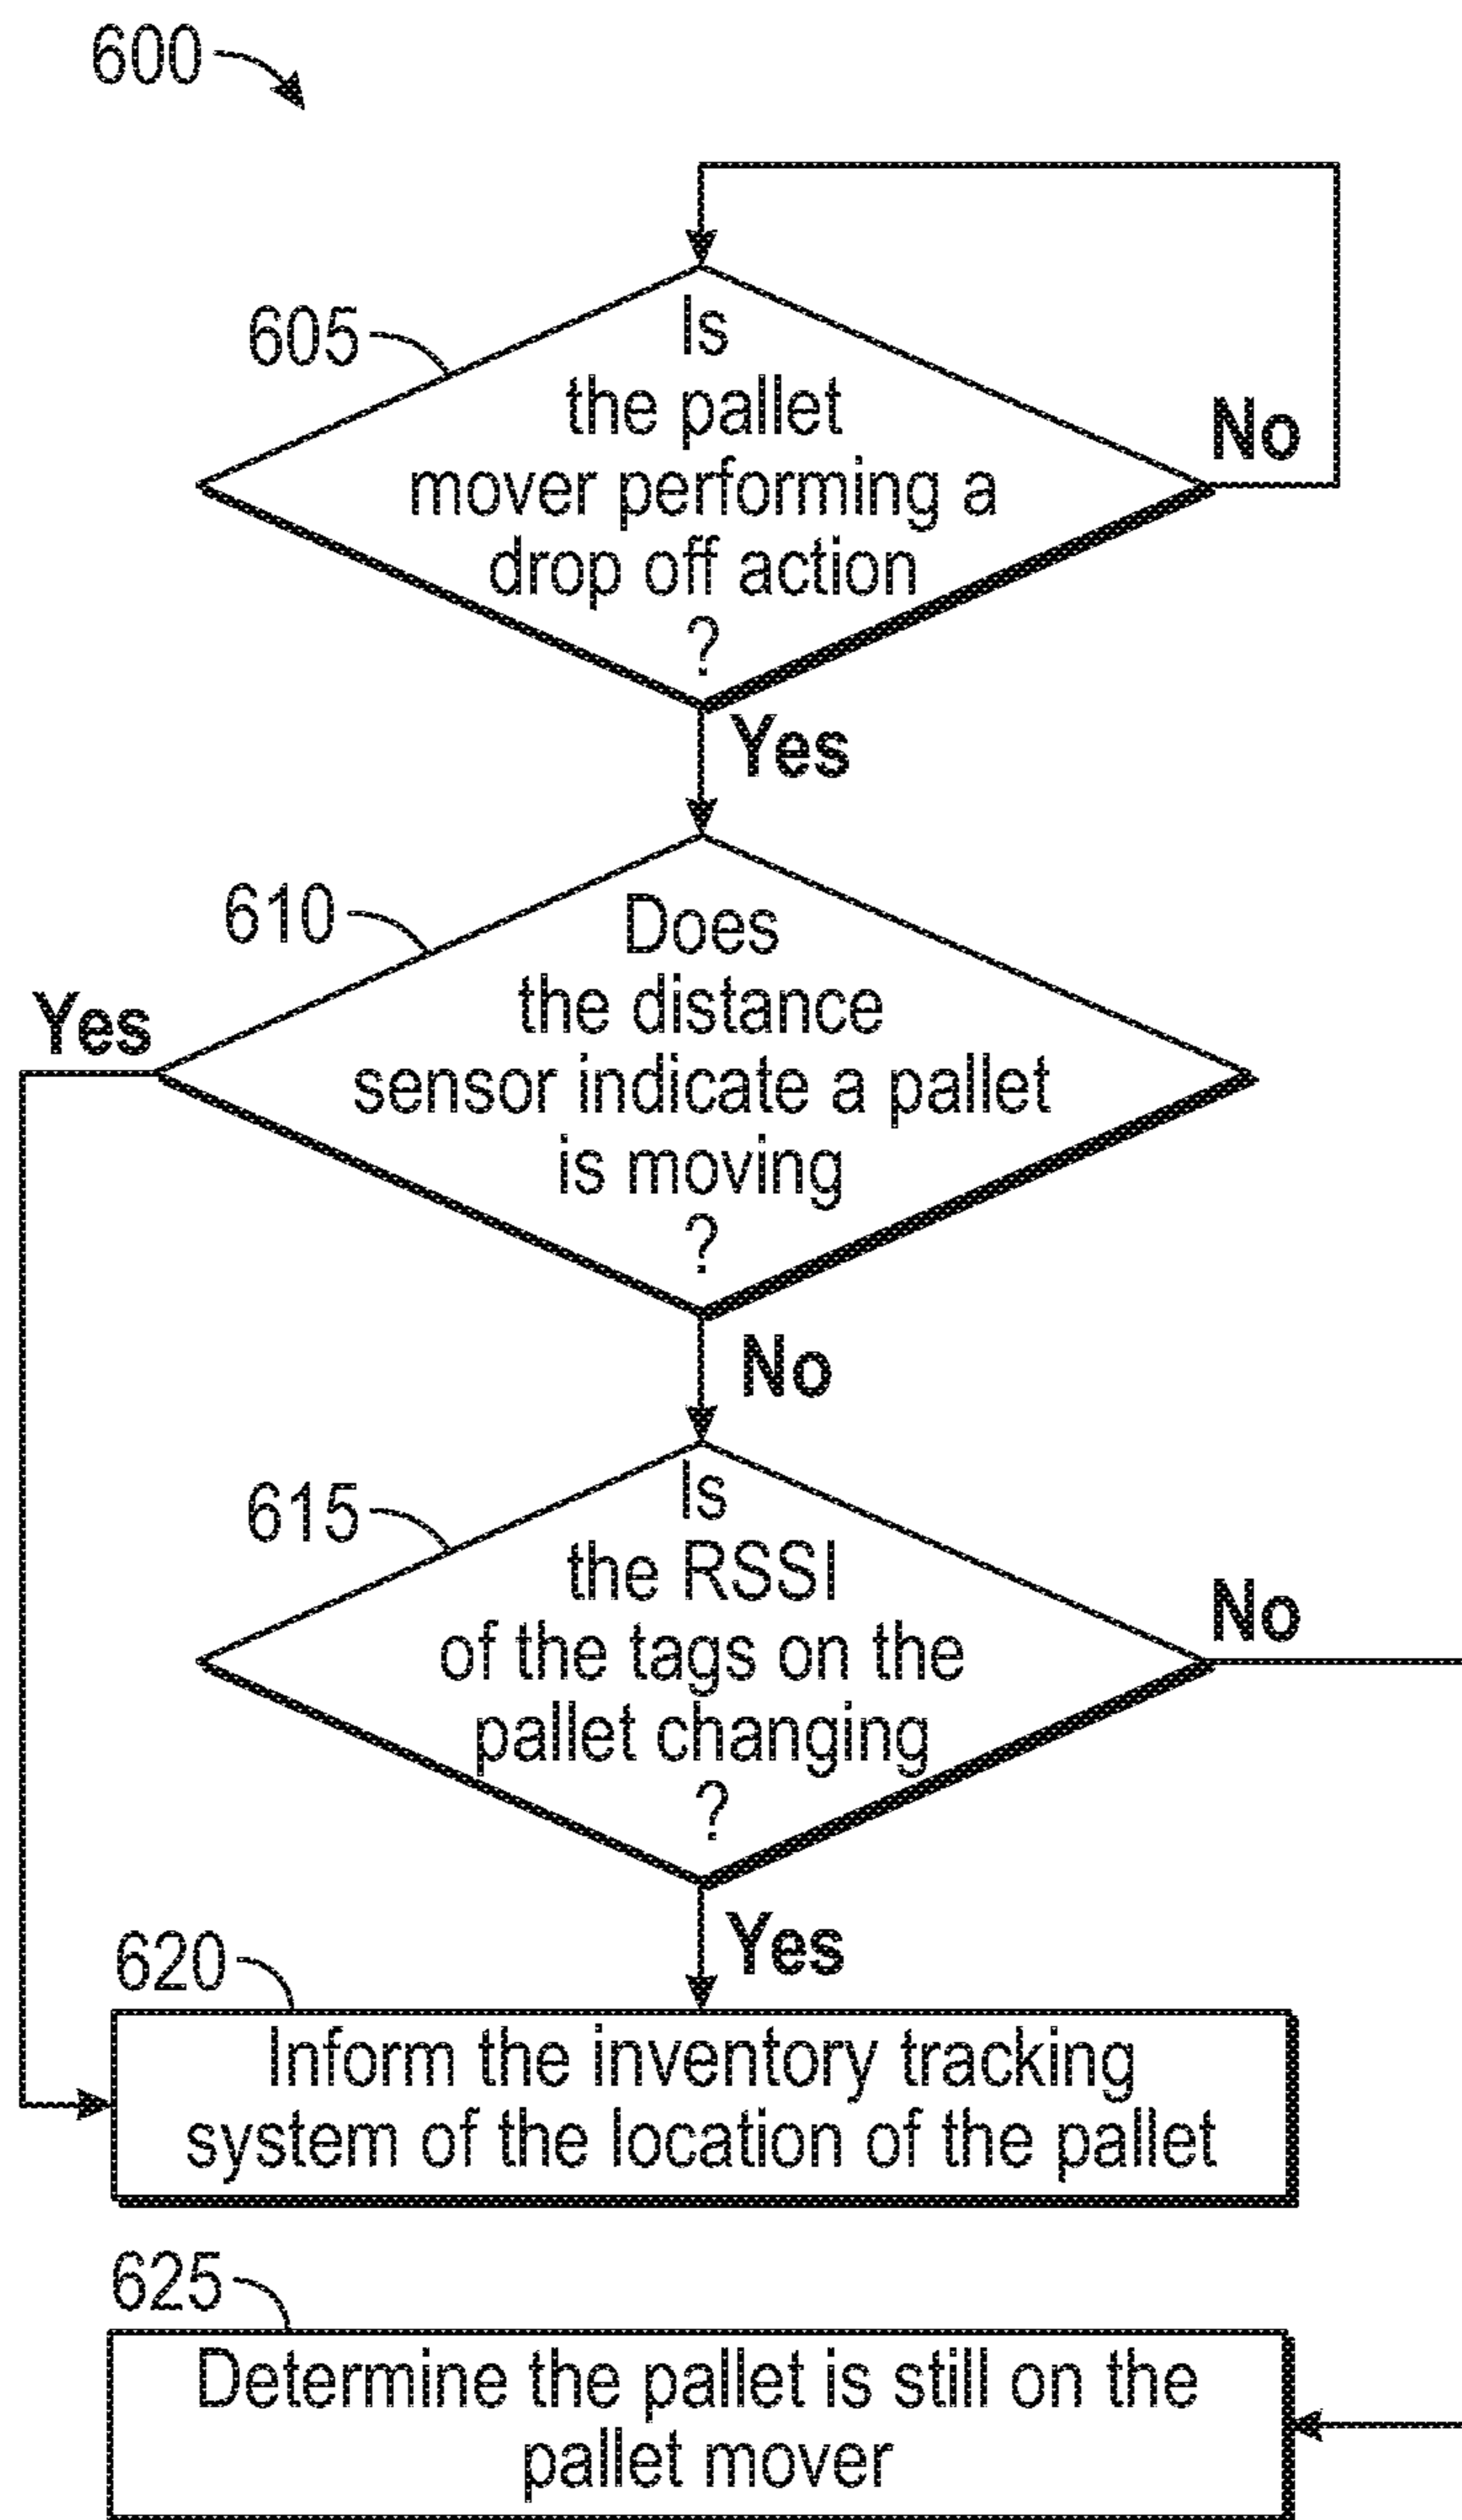 600
605
Is
the pallet
mover performing a
drop off action
?
No
Yes
610
Does
the distance
sensor indicate a pallet
is moving
?
Yes
No
615
Is
the RSSI
of the tags on the
pallet changing
?
No
Yes
620
Inform the inventory tracking
system of the location of the pallet
625
Determine the pallet is still on the
pallet mover